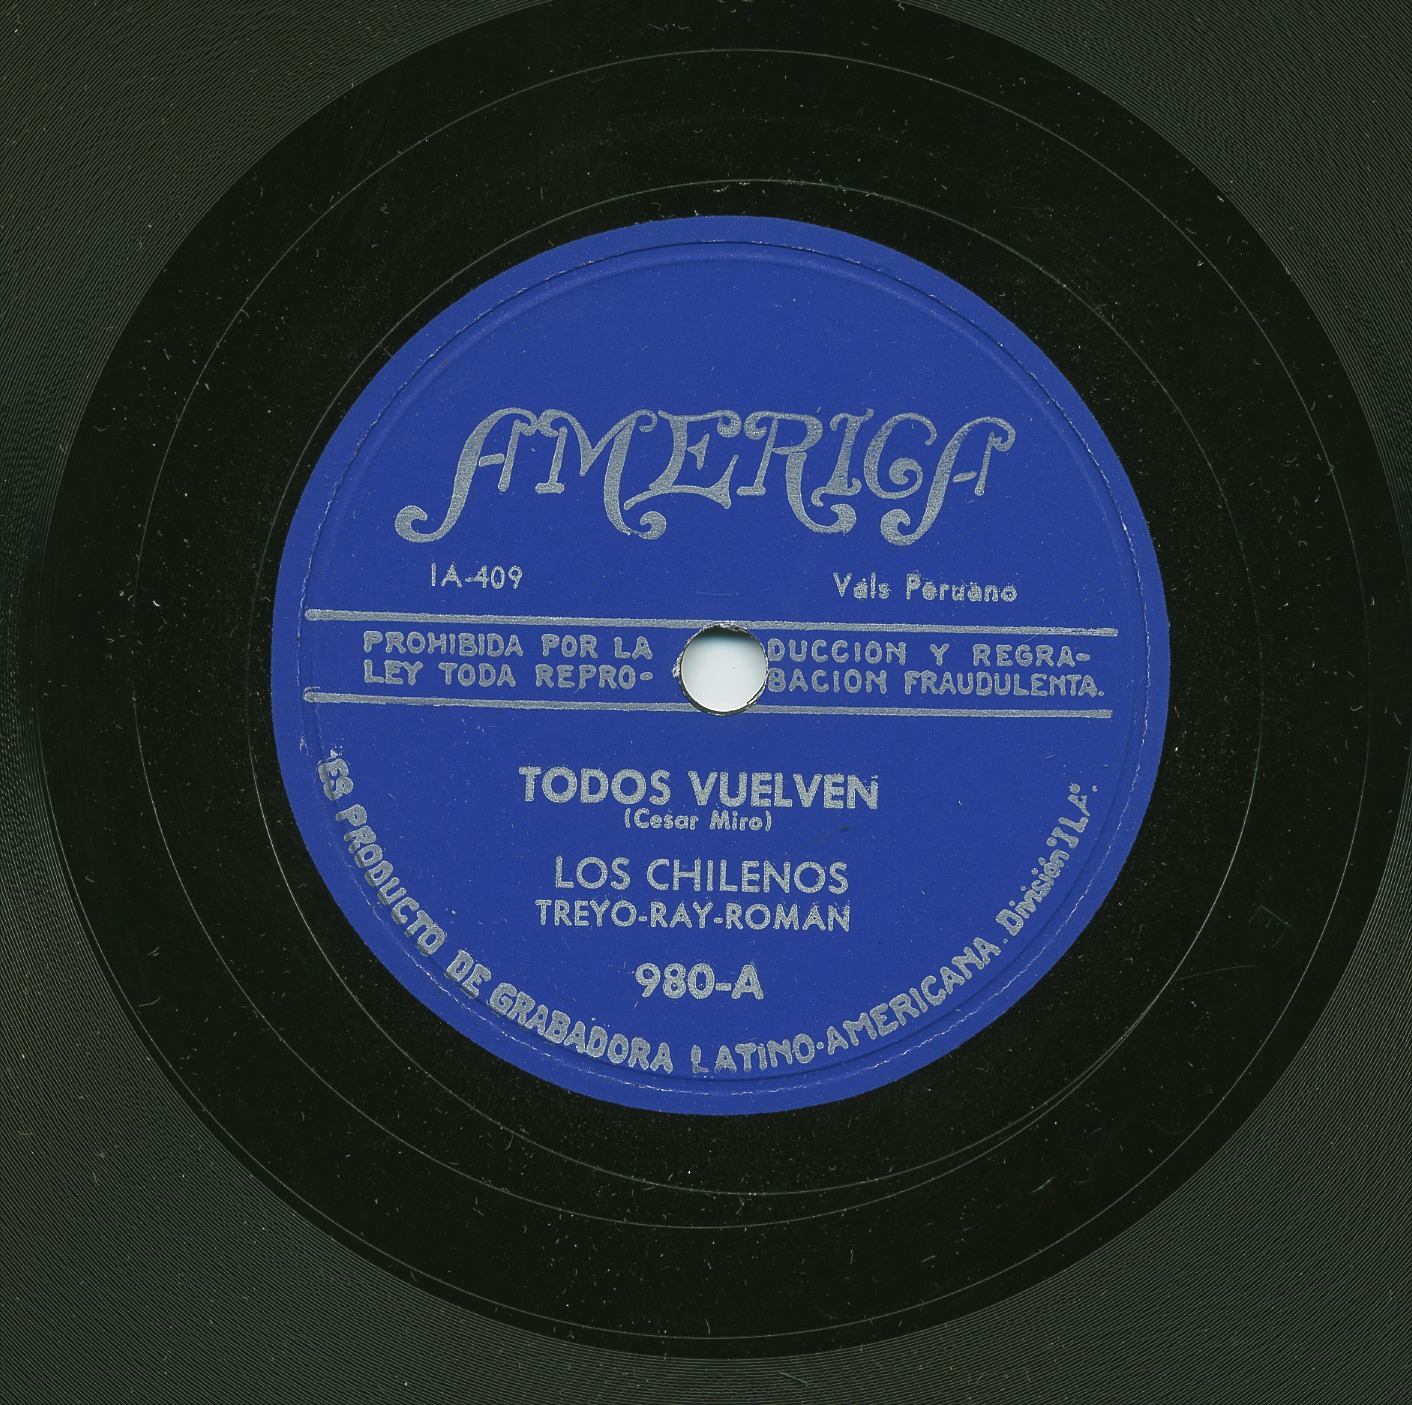 AMERICA
IA-409
Vals Peruano
PROHIBIDA POR LA DUCCION Y REGRA-
LEY TODA REPRO- BACION FRAUDULENTA.
TODOS VUELVEN
(Cesar Miro)
LOS CHILENOS
TREYO-RAY-ROMAN
980-A
ES PRODUCTO DE GRABADORA LATINO-AMERICANA. División "ILA".